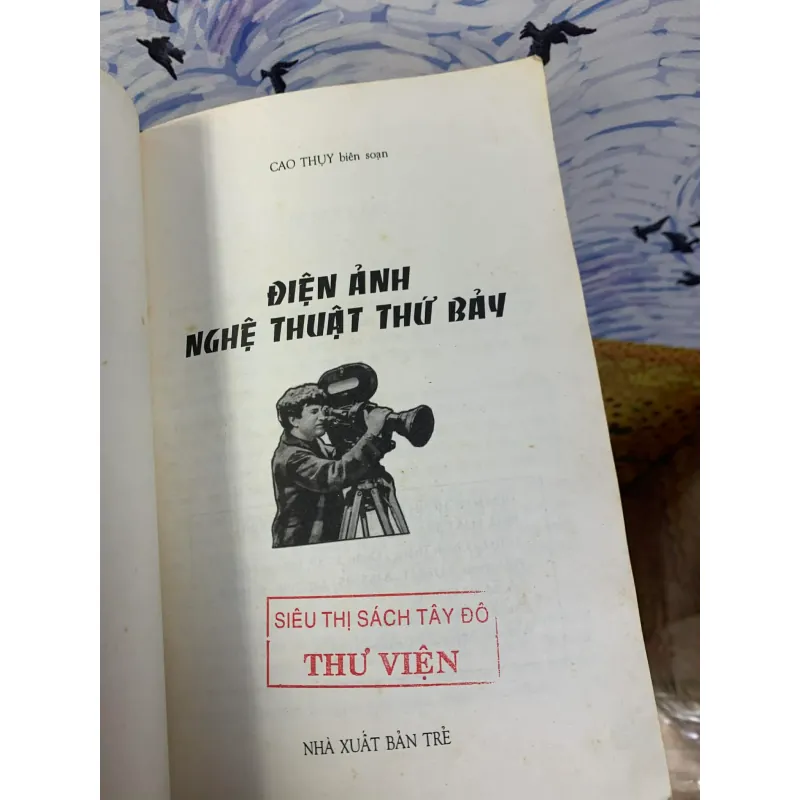 CAO THỤY biên soạn
ĐIỆN ẢNH
NGHỆ THUẬT THỨ BẢY
SIÊU THỊ SÁCH TÂY ĐÔ
THƯ VIỆN
NHÀ XUẤT BẢN TRẺ